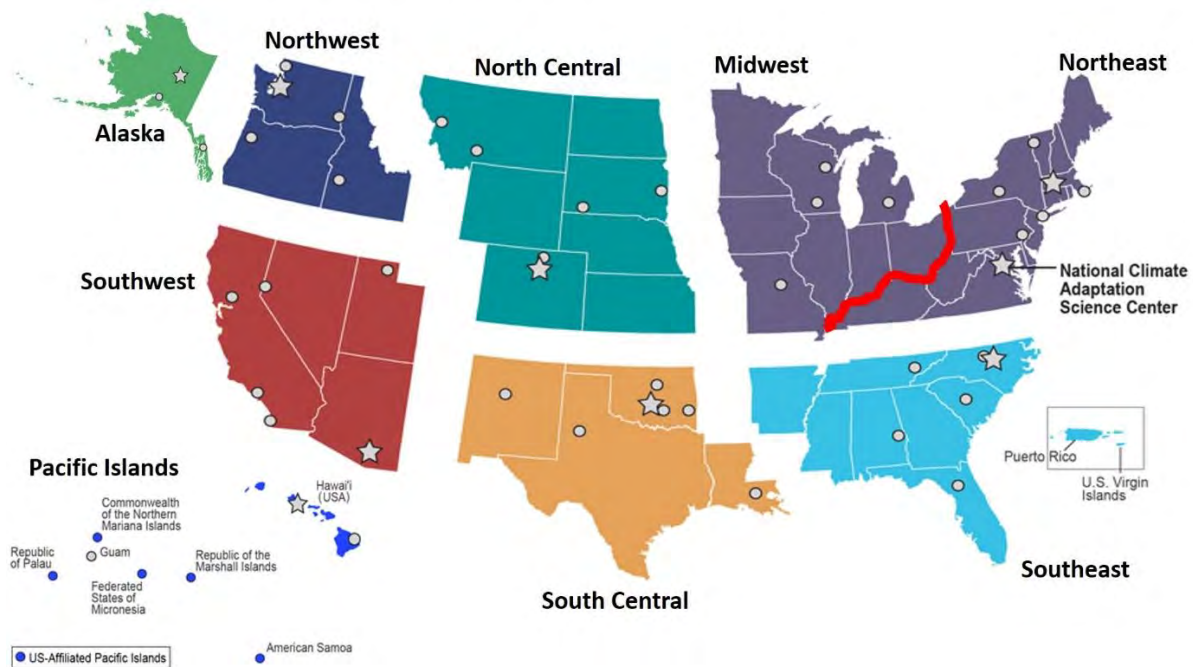 Northwest
North Central
Midwest
Northeast
Alaska
National Climate
Adaptation
Science Center
Southwest
Pacific Islands
Commonwealth
of the Northern
Mariana Islands
Hawai'i
(USA)
Republic
of Palau
Guam
Republic of the
Marshall Islands
Federated
States of
Micronesia
American Samoa
US-Affiliated Pacific Islands
South Central
Puerto Rico
U.S. Virgin
Islands
Southeast